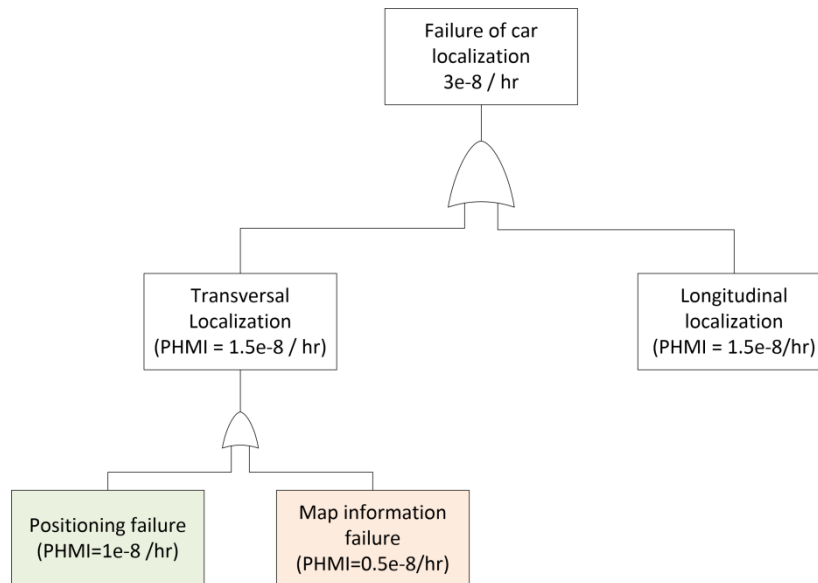 Failure of car
localization
3e-8 / hr
Transversal
Localization
(PHMI = 1.5e-8 / hr)
Longitudinal
localization
(PHMI = 1.5e-8/hr)
Positioning failure
(PHMI=1e-8 /hr)
Map information
failure
(PHMI=0.5e-8/hr)